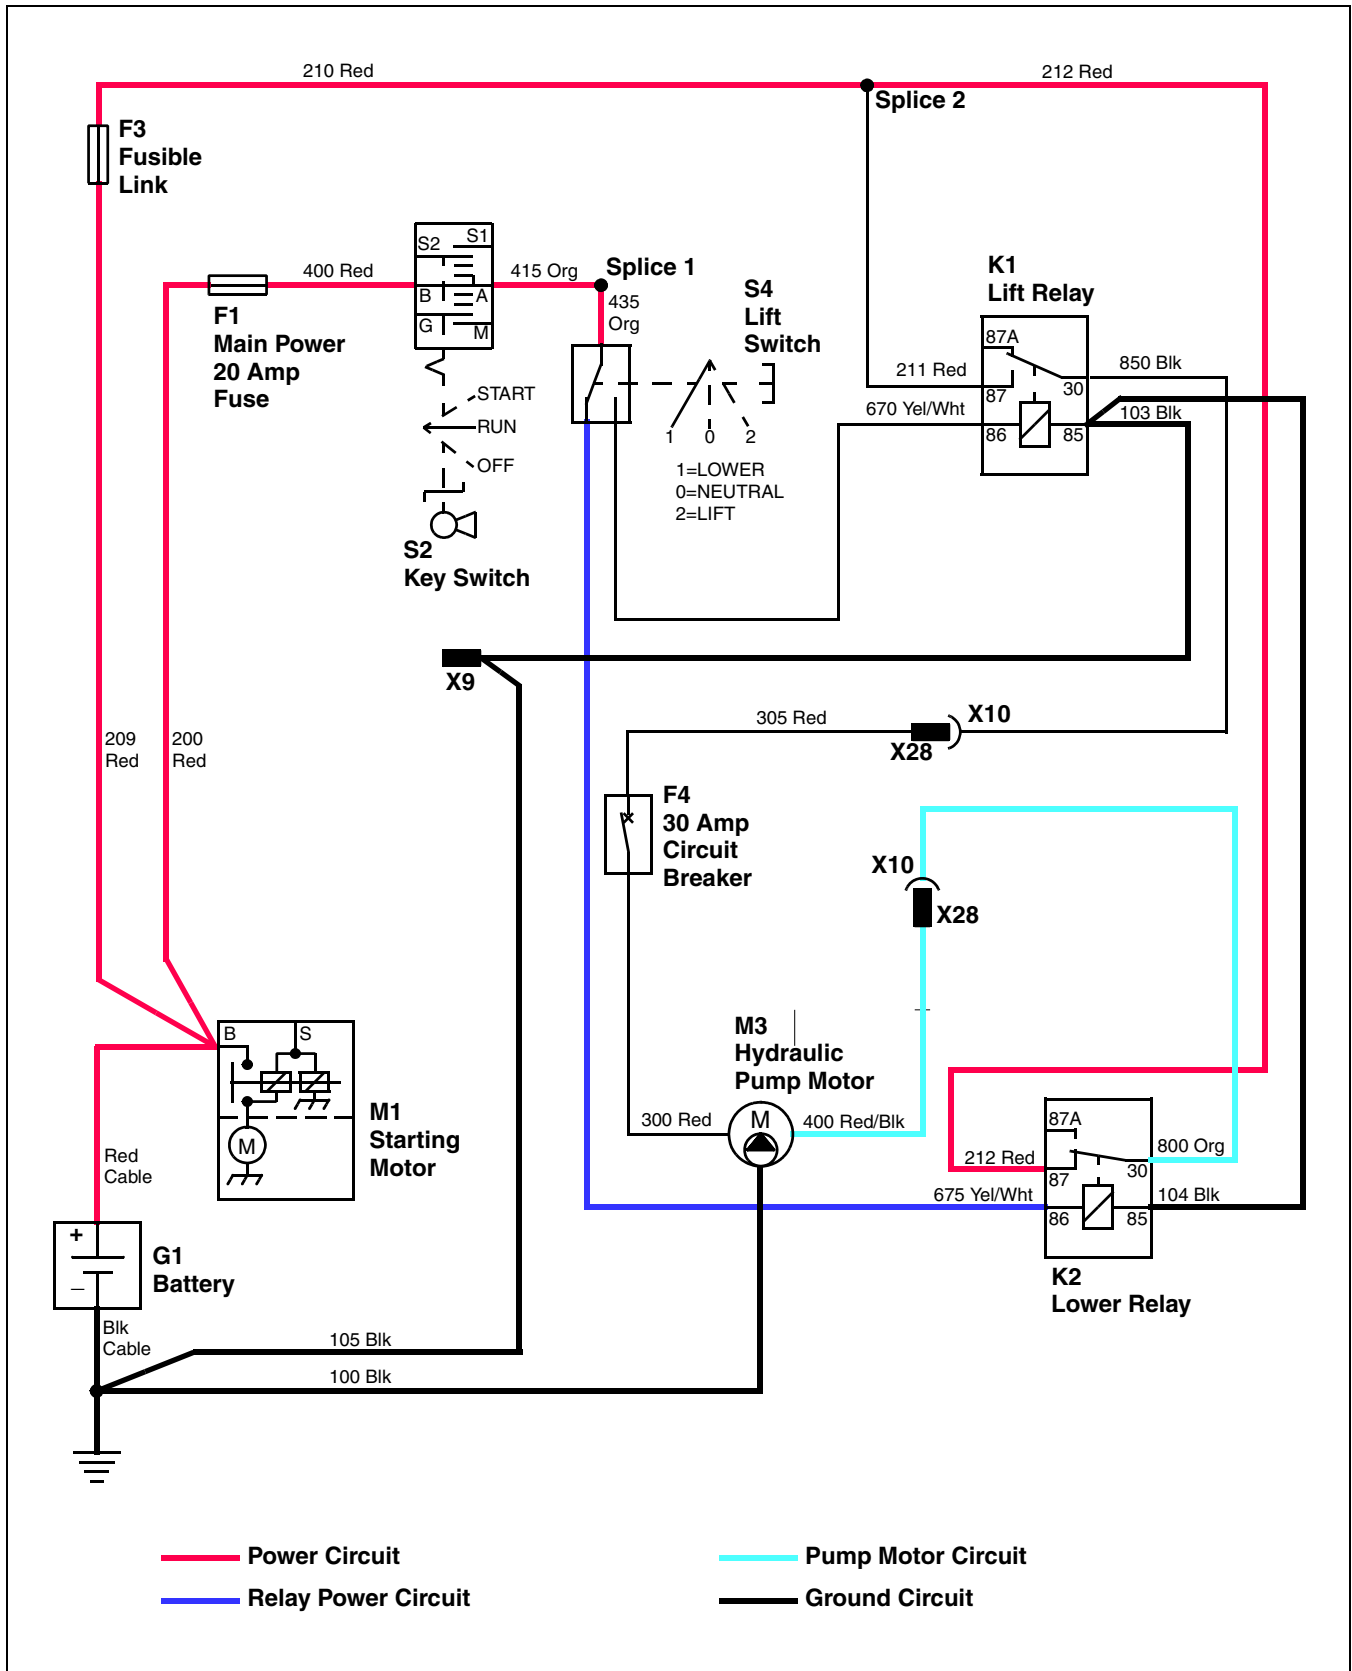 210 Red
212 Red
Splice 2
F3
Fusible
Link
S2
S1
B
A
G
M
400 Red
415 Org
Splice 1
435
Org
F1
Main Power
20 Amp
Fuse
S4
Lift
Switch
K1
Lift Relay
87A
87
30
86
85
211 Red
850 Blk
670 Yel/Wht
103 Blk
START
RUN
OFF
1
0
2
1=LOWER
0=NEUTRAL
2=LIFT
S2
Key Switch
X9
209
Red
200
Red
305 Red
X10
X28
F4
30 Amp
Circuit
Breaker
X10
X28
B
S
M
M1
Starting
Motor
M3
Hydraulic
Pump Motor
M
300 Red
400 Red/Blk
87A
87
30
86
85
212 Red
800 Org
675 Yel/Wht
104 Blk
K2
Lower Relay
Red
Cable
+
–
G1
Battery
Blk
Cable
105 Blk
100 Blk
Power Circuit
Pump Motor Circuit
Relay Power Circuit
Ground Circuit